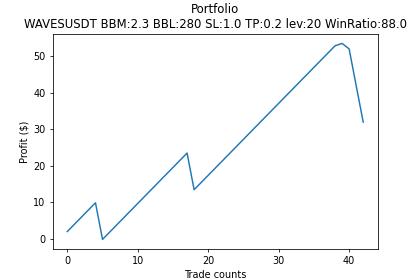 Portfolio
WAVESUSDT BBM:2.3 BBL:280 SL:1.0 TP:0.2 lev:20 WinRatio:88.0
Profit ($)
50
40
30
20
10
0
0 10 20 30 40
Trade counts